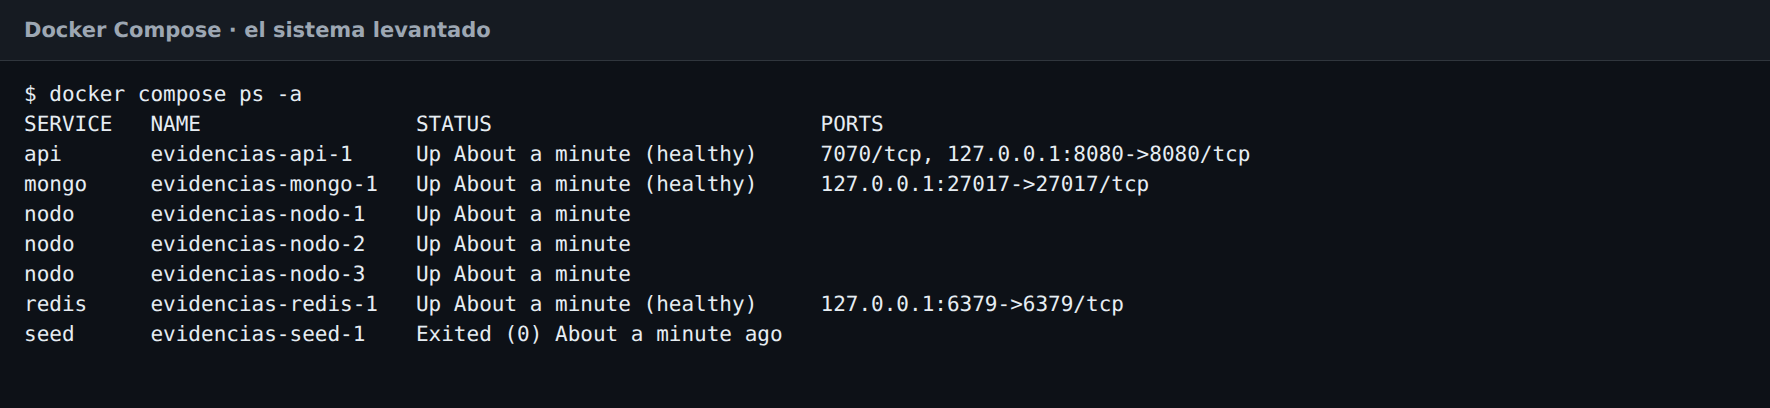 Docker Compose · el sistema levantado
$ docker compose ps -a
SERVICE   NAME                 STATUS                          PORTS
api       evidencias-api-1     Up About a minute (healthy)     7070/tcp, 127.0.0.1:8080->8080/tcp
mongo     evidencias-mongo-1   Up About a minute (healthy)     127.0.0.1:27017->27017/tcp
nodo      evidencias-nodo-1    Up About a minute
nodo      evidencias-nodo-2    Up About a minute
nodo      evidencias-nodo-3    Up About a minute
redis     evidencias-redis-1   Up About a minute (healthy)     127.0.0.1:6379->6379/tcp
seed      evidencias-seed-1    Exited (0) About a minute ago